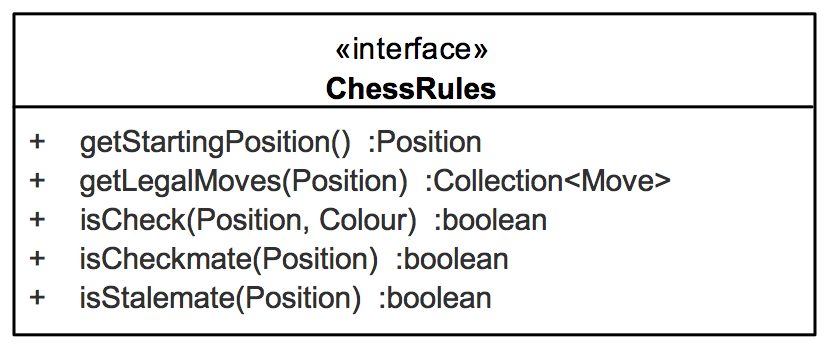 «interface»
ChessRules
+ getStartingPosition() :Position
+ getLegalMoves(Position) :Collection<Move>
+ isCheck(Position, Colour) :boolean
+ isCheckmate(Position) :boolean
+ isStalemate(Position) :boolean